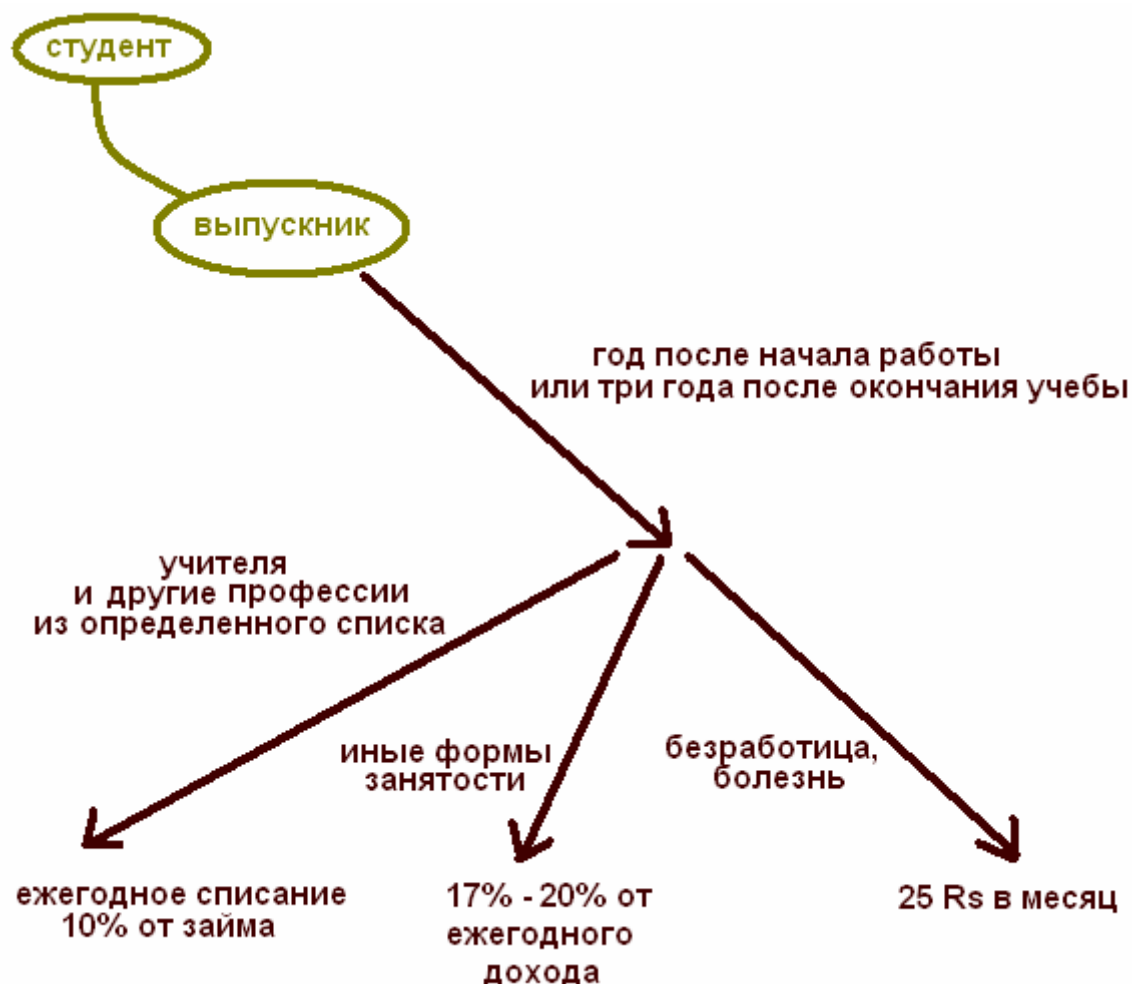 студент
выпускник
год после начала работы
или три года после окончания учебы
учителя
и другие профессии
из определенного списка
иные формы
занятости
безработица,
болезнь
ежегодное списание
10% от займа
17% - 20% от
ежегодного
дохода
25 Rs в месяц